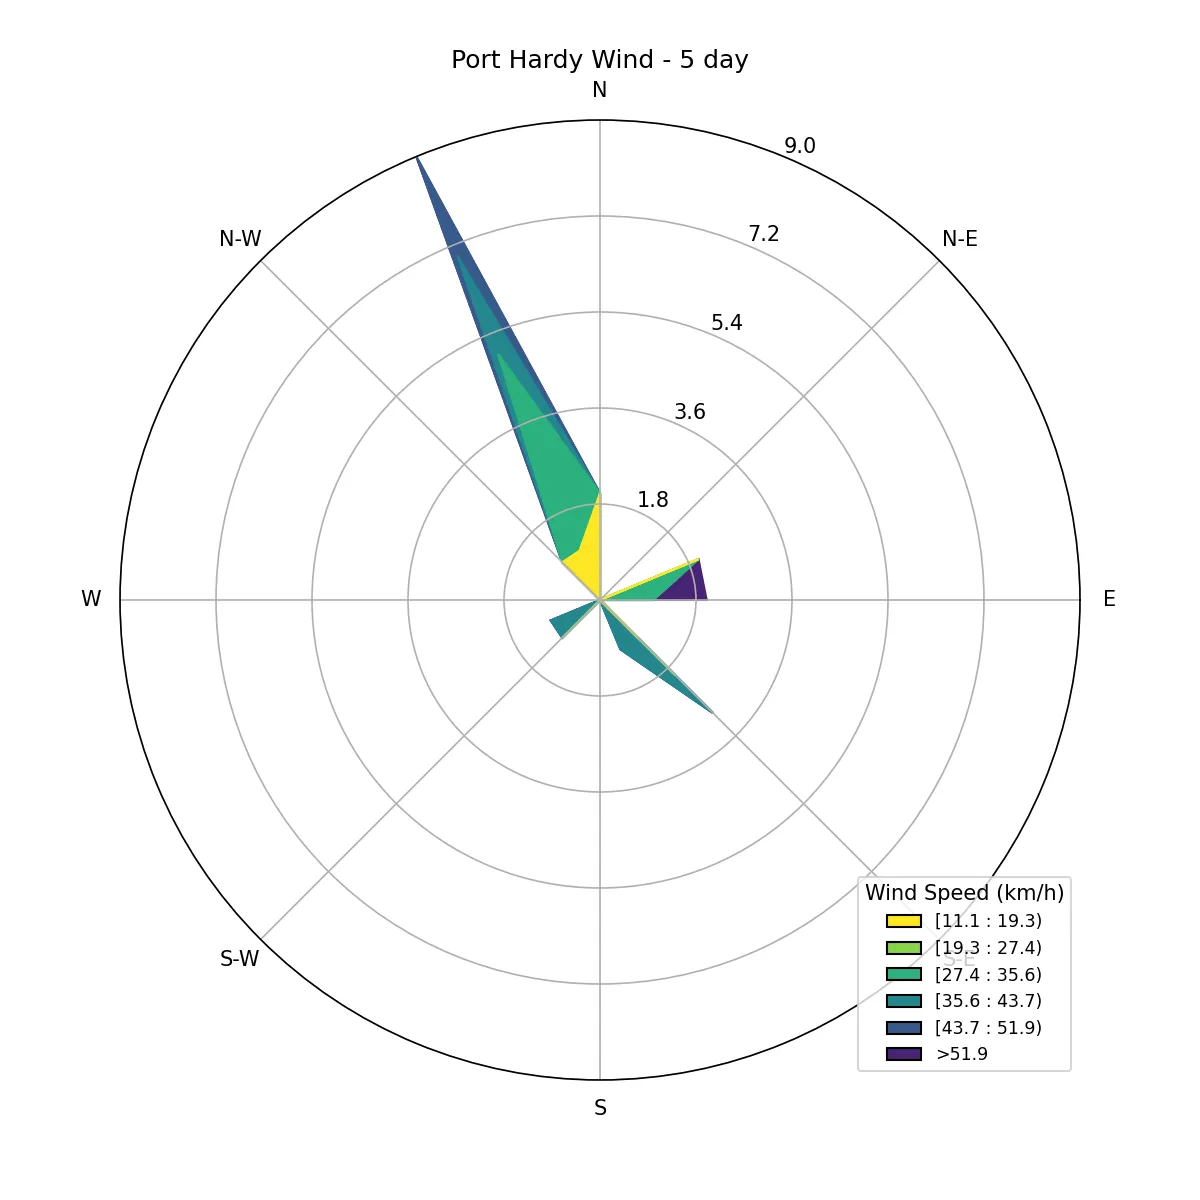 Port Hardy Wind - 5 day
N
9.0
7.2
N-W
N-E
5.4
3.6
1.8
W
E
Wind Speed (km/h)
[11.1 : 19.3)
[19.3 : 27.4)
S-W
S-E
[27.4 : 35.6)
[35.6 : 43.7)
[43.7 : 51.9)
>51.9
S